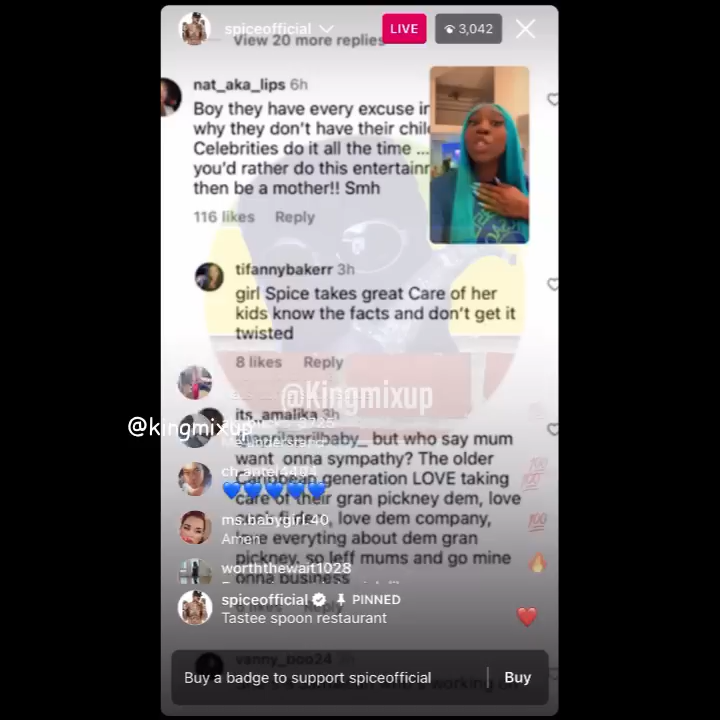 spiceofficial
LIVE
3,042
View 20 more replies
nat_aka_lips 6h
Boy they have every excuse in
why they don't have their
Celebrities do it all the time ...
you'd rather do this
then be a mother!! Smh
116 likes Reply
tifannybakerr 3h
girl Spice takes great Care of her
kids know the facts and don't get it
twisted
8 likes Reply
@Kingmixup
its_amalika 3h
@kingmixup
but who say mum
want onna sympathy? The older
ch.antel4404
Caribbean generation LOVE taking
💙💙💙💙💙
care of their gran pickney dem, love
ms.babygirl.40
love dem company,
Amen
everyting about dem gran
pickney, so leff mums and go mine
worththewait1028
onna business
spiceofficial PINNED
Reply
Tastee spoon restaurant
vanny_boo24
Buy a badge to support spiceofficial
Buy